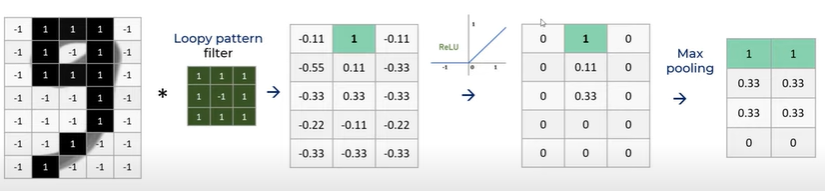 -1 1 1 1 -1
-1 1 -1 1 -1
-1 1 1 1 -1
-1 -1 -1 1 -1
-1 -1 -1 1 -1
-1 -1 1 -1 -1
-1 1 -1 -1 -1
*
Loopy pattern
filter
1 1 1
1 -1 1
1 1 1
→
-0.11 1 -0.11
-0.55 0.11 -0.33
-0.33 0.33 -0.33
-0.22 -0.11 -0.22
-0.33 -0.33 -0.33
1
ReLU
-1 0 1
→
0 1 0
0 0.11 0
0 0.33 0
0 0 0
0 0 0
Max
pooling
→
1 1
0.33 0.33
0.33 0.33
0 0